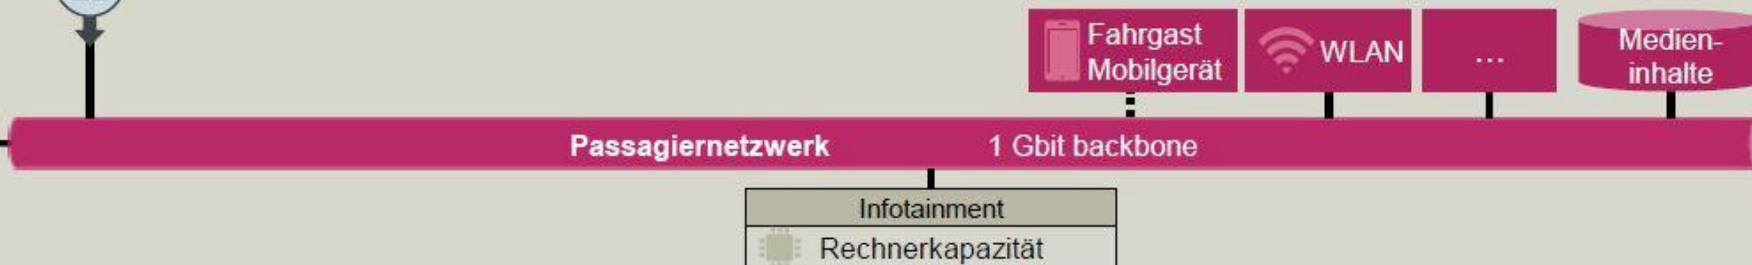 Fahrgast
Mobilgerät
WLAN
...
Medien-
inhalte
Passagiernetzwerk 1 Gbit backbone
Infotainment
Rechnerkapazität